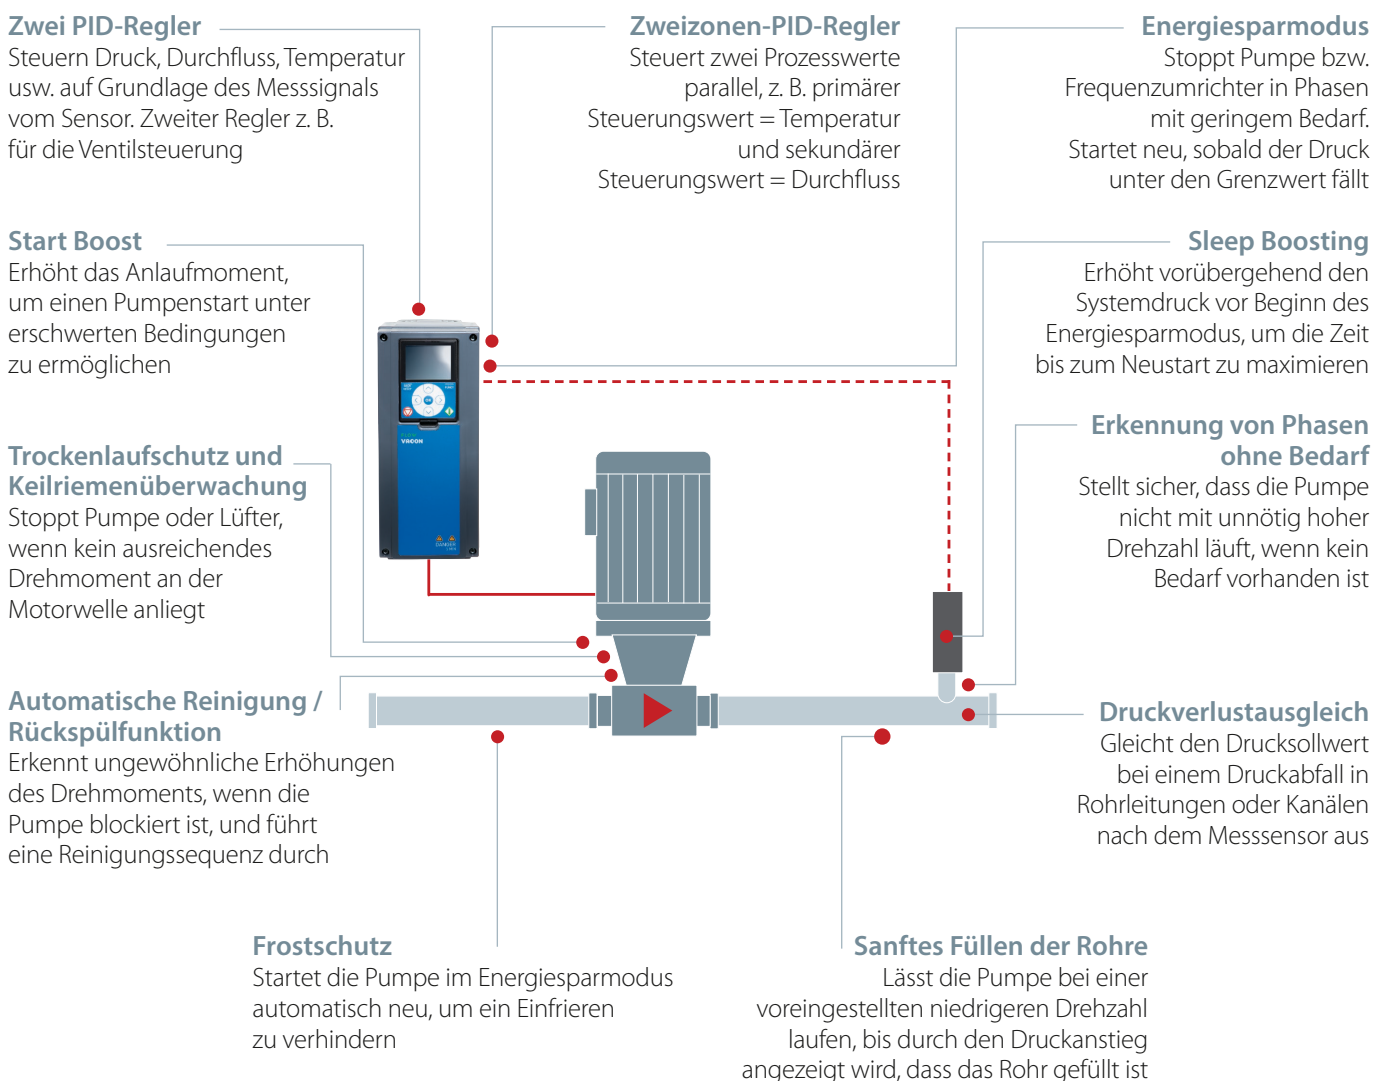 Zwei PID-Regler
Steuern Druck, Durchfluss, Temperatur
usw. auf Grundlage des Messsignals
vom Sensor. Zweiter Regler z. B.
für die Ventilsteuerung
Zweizonen-PID-Regler
Steuert zwei Prozesswerte
parallel, z. B. primärer
Steuerungswert = Temperatur
und sekundärer
Steuerungswert = Durchfluss
Energiesparmodus
Stoppt Pumpe bzw.
Frequenzumrichter in Phasen
mit geringem Bedarf.
Startet neu, sobald der Druck
unter den Grenzwert fällt
Start Boost
Erhöht das Anlaufmoment,
um einen Pumpenstart unter
erschwerten Bedingungen
zu ermöglichen
Sleep Boosting
Erhöht vorübergehend den
Systemdruck vor Beginn des
Energiesparmodus, um die Zeit
bis zum Neustart zu maximieren
OK
VACON
DANGER
Trockenlaufschutz und
Keilriemenüberwachung
Stoppt Pumpe oder Lüfter,
wenn kein ausreichendes
Drehmoment an der
Motorwelle anliegt
Erkennung von Phasen
ohne Bedarf
Stellt sicher, dass die Pumpe
nicht mit unnötig hoher
Drehzahl läuft, wenn kein
Bedarf vorhanden ist
Automatische Reinigung /
Rückspülfunktion
Erkennt ungewöhnliche Erhöhungen
des Drehmoments, wenn die
Pumpe blockiert ist, und führt
eine Reinigungssequenz durch
Druckverlustausgleich
Gleicht den Drucksollwert
bei einem Druckabfall in
Rohrleitungen oder Kanälen
nach dem Messsensor aus
Frostschutz
Startet die Pumpe im Energiesparmodus
automatisch neu, um ein Einfrieren
zu verhindern
Sanftes Füllen der Rohre
Lässt die Pumpe bei einer
voreingestellten niedrigeren Drehzahl
laufen, bis durch den Druckanstieg
angezeigt wird, dass das Rohr gefüllt ist